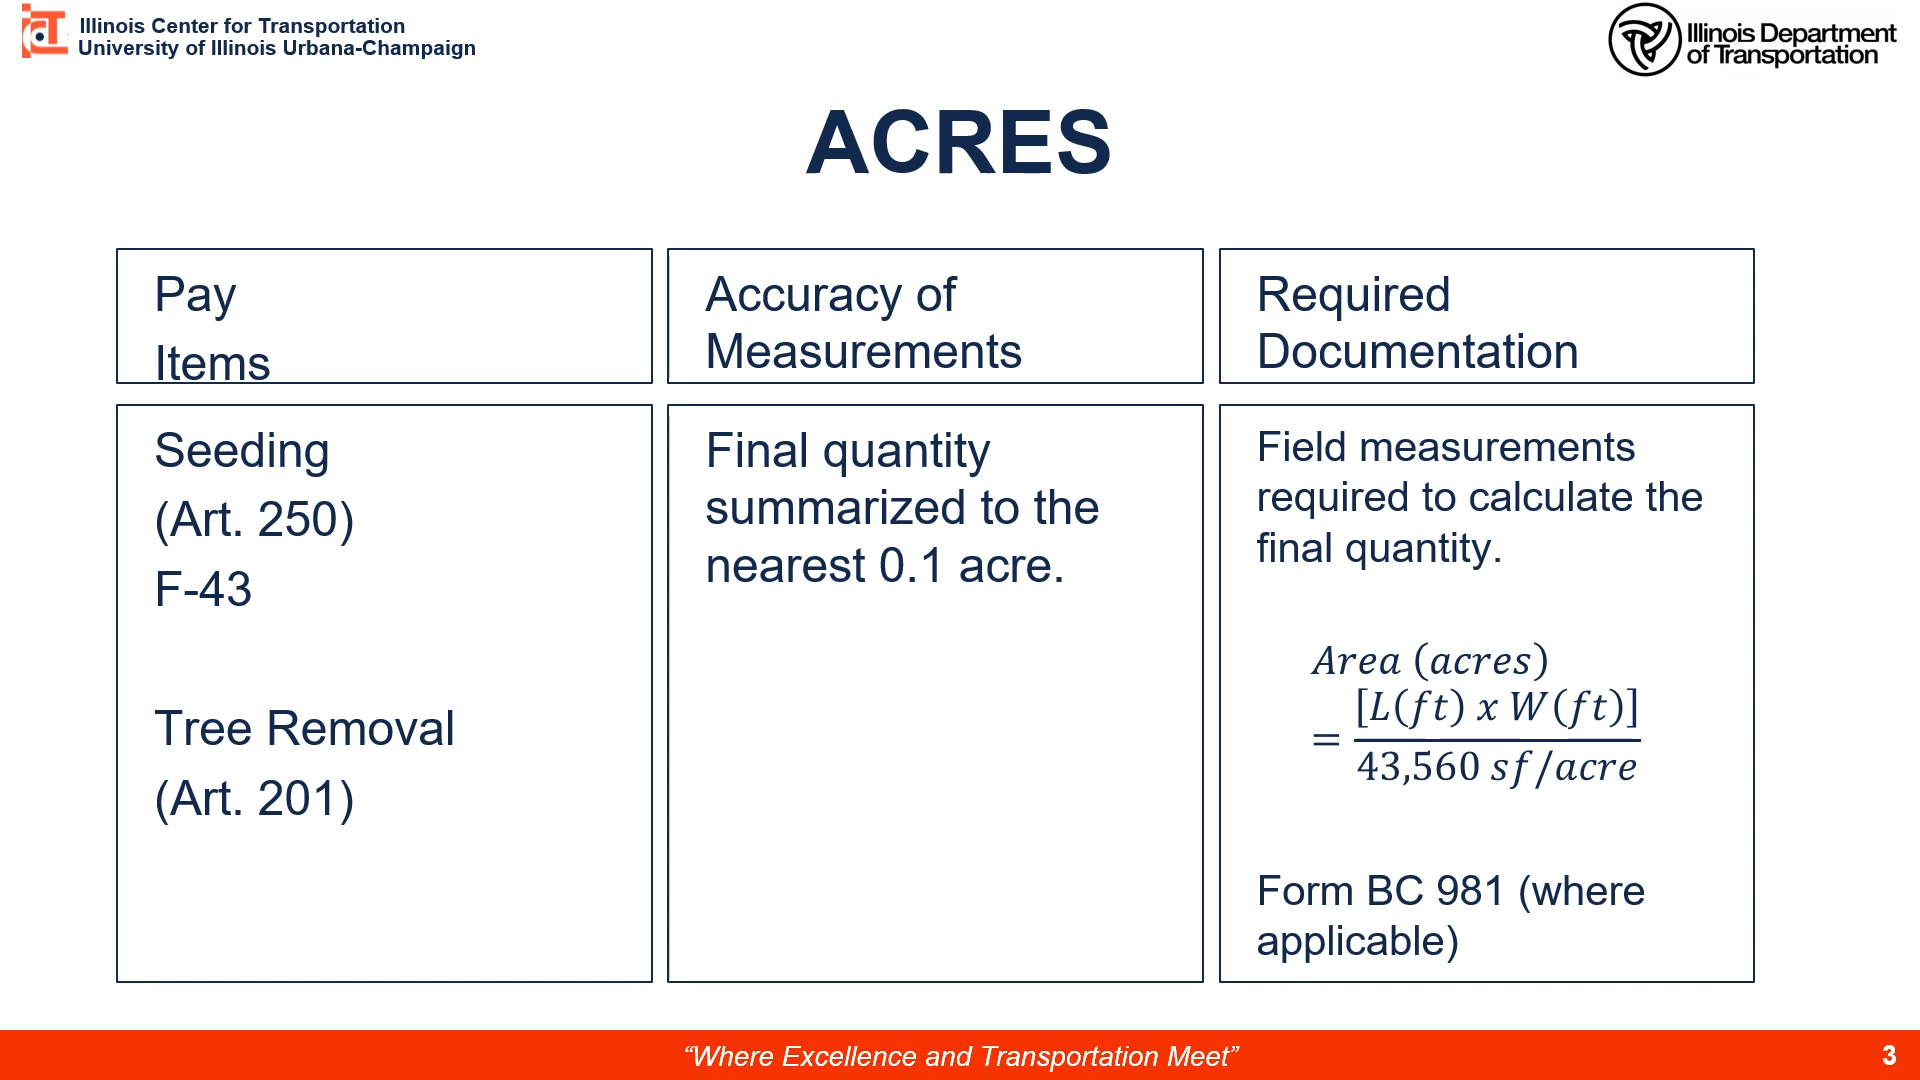 Illinois Center for Transportation
University of Illinois Urbana-Champaign
Illinois Department
of Transportation
ACRES
Pay
Items
Accuracy of
Measurements
Required
Documentation
Seeding
(Art. 250)
F-43
Tree Removal
(Art. 201)
Final quantity
summarized to the
nearest 0.1 acre.
Field measurements
required to calculate the
final quantity.
Area (acres)
= [L(ft) x W(ft)]
43,560 sf/acre
Form BC 981 (where
applicable)
“Where Excellence and Transportation Meet”
3